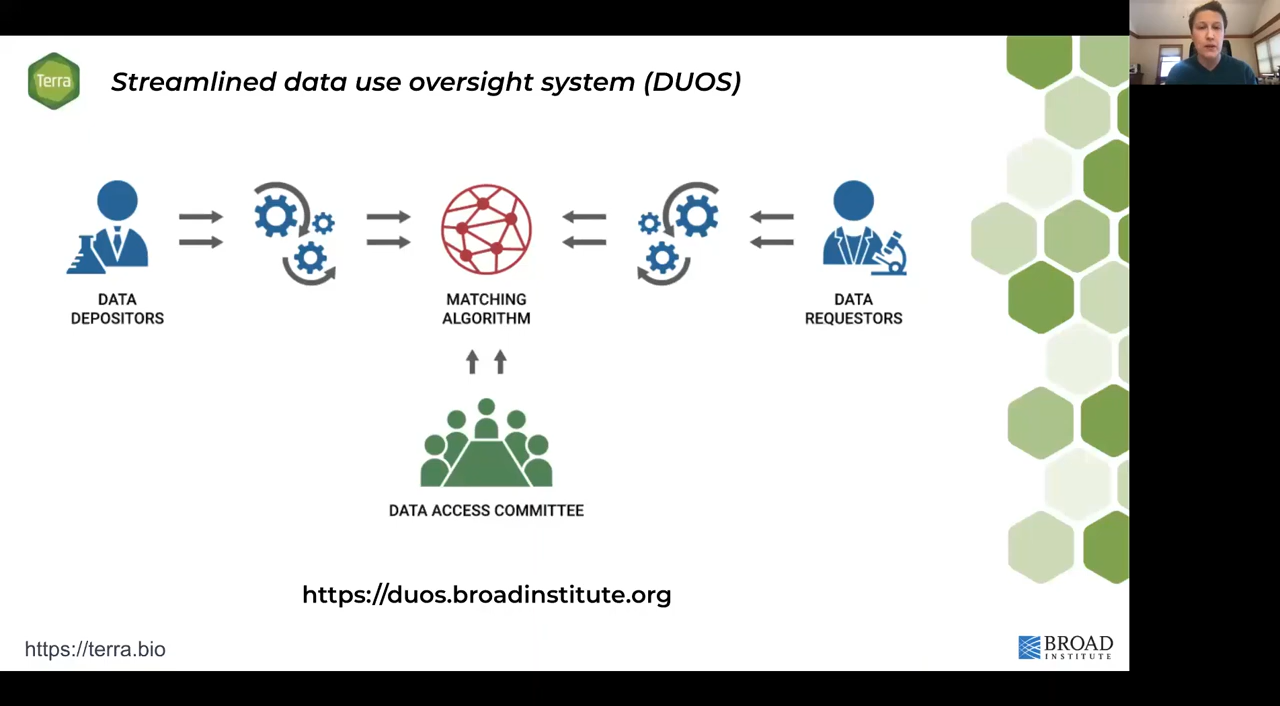 Terra
Streamlined data use oversight system (DUOS)
DATA
DEPOSITORS
MATCHING
ALGORITHM
DATA
REQUESTORS
DATA ACCESS COMMITTEE
https://duos.broadinstitute.org
https://terra.bio
BROAD
INSTITUTE